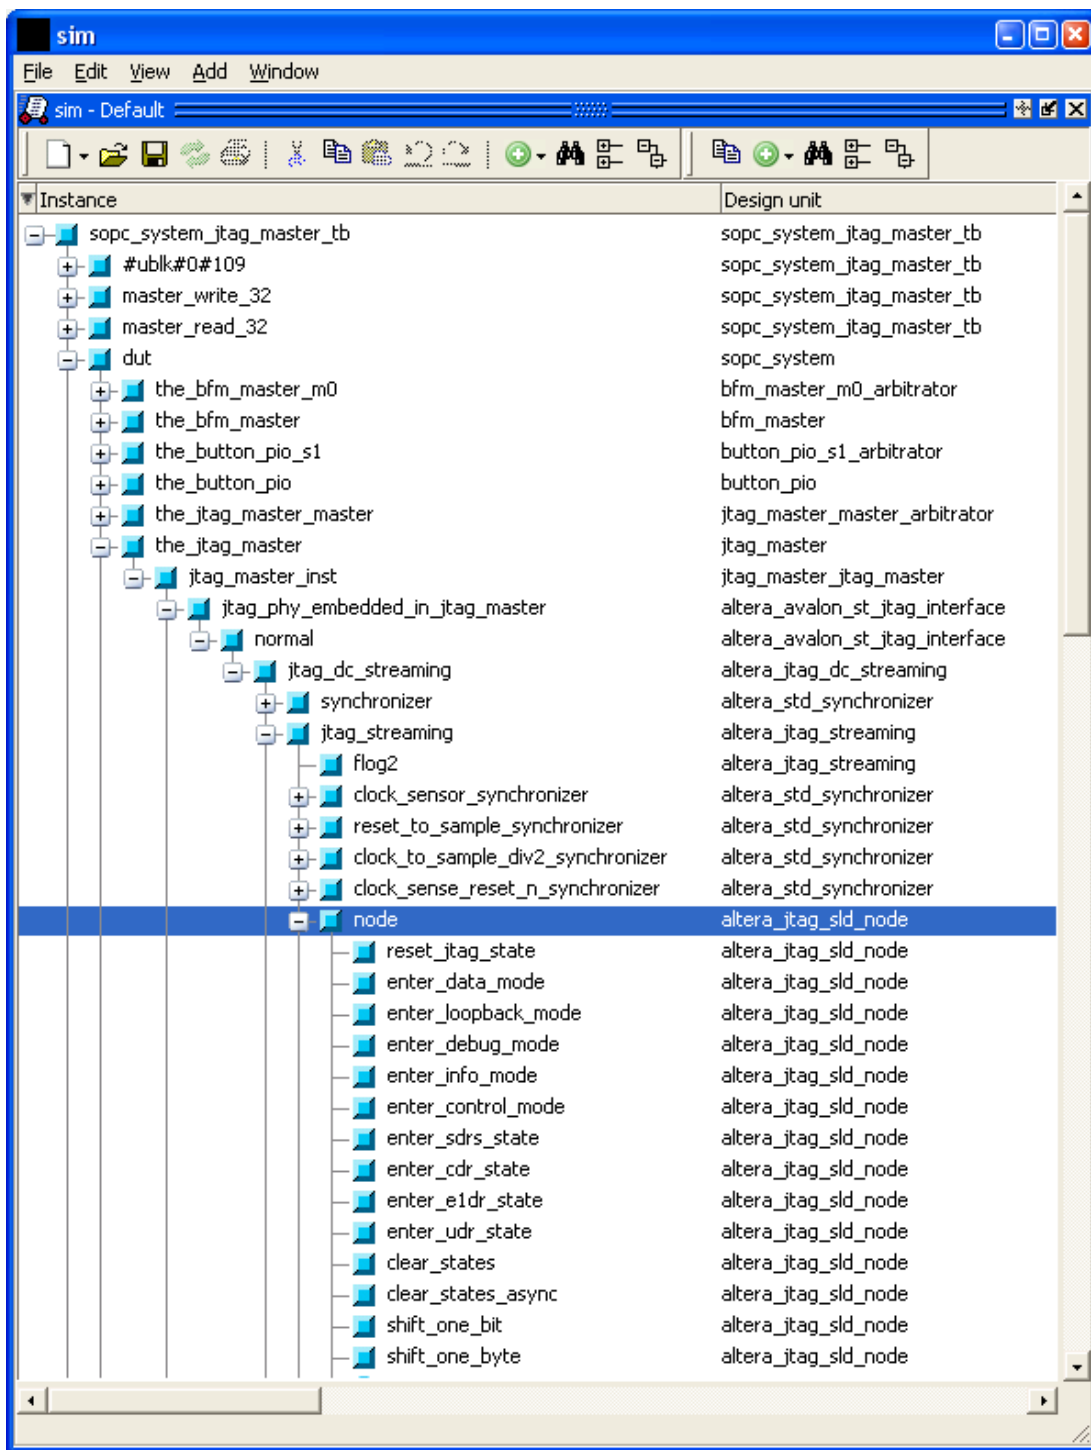 sim
File Edit View Add Window
sim - Default
Instance Design unit
sopc_system_jtag_master_tb sopc_system_jtag_master_tb
#ublk#0#109 sopc_system_jtag_master_tb
master_write_32 sopc_system_jtag_master_tb
master_read_32 sopc_system_jtag_master_tb
dut sopc_system
the_bfm_master_m0 bfm_master_m0_arbitrator
the_bfm_master bfm_master
the_button_pio_s1 button_pio_s1_arbitrator
the_button_pio button_pio
the_jtag_master_master jtag_master_master_arbitrator
the_jtag_master jtag_master
jtag_master_inst jtag_master_jtag_master
jtag_phy_embedded_in_jtag_master altera_avalon_st_jtag_interface
normal altera_avalon_st_jtag_interface
jtag_dc_streaming altera_jtag_dc_streaming
synchronizer altera_std_synchronizer
jtag_streaming altera_jtag_streaming
flog2 altera_jtag_streaming
clock_sensor_synchronizer altera_std_synchronizer
reset_to_sample_synchronizer altera_std_synchronizer
clock_to_sample_div2_synchronizer altera_std_synchronizer
clock_sense_reset_n_synchronizer altera_std_synchronizer
node altera_jtag_sld_node
reset_jtag_state altera_jtag_sld_node
enter_data_mode altera_jtag_sld_node
enter_loopback_mode altera_jtag_sld_node
enter_debug_mode altera_jtag_sld_node
enter_info_mode altera_jtag_sld_node
enter_control_mode altera_jtag_sld_node
enter_sdrs_state altera_jtag_sld_node
enter_cdr_state altera_jtag_sld_node
enter_e1dr_state altera_jtag_sld_node
enter_udr_state altera_jtag_sld_node
clear_states altera_jtag_sld_node
clear_states_async altera_jtag_sld_node
shift_one_bit altera_jtag_sld_node
shift_one_byte altera_jtag_sld_node